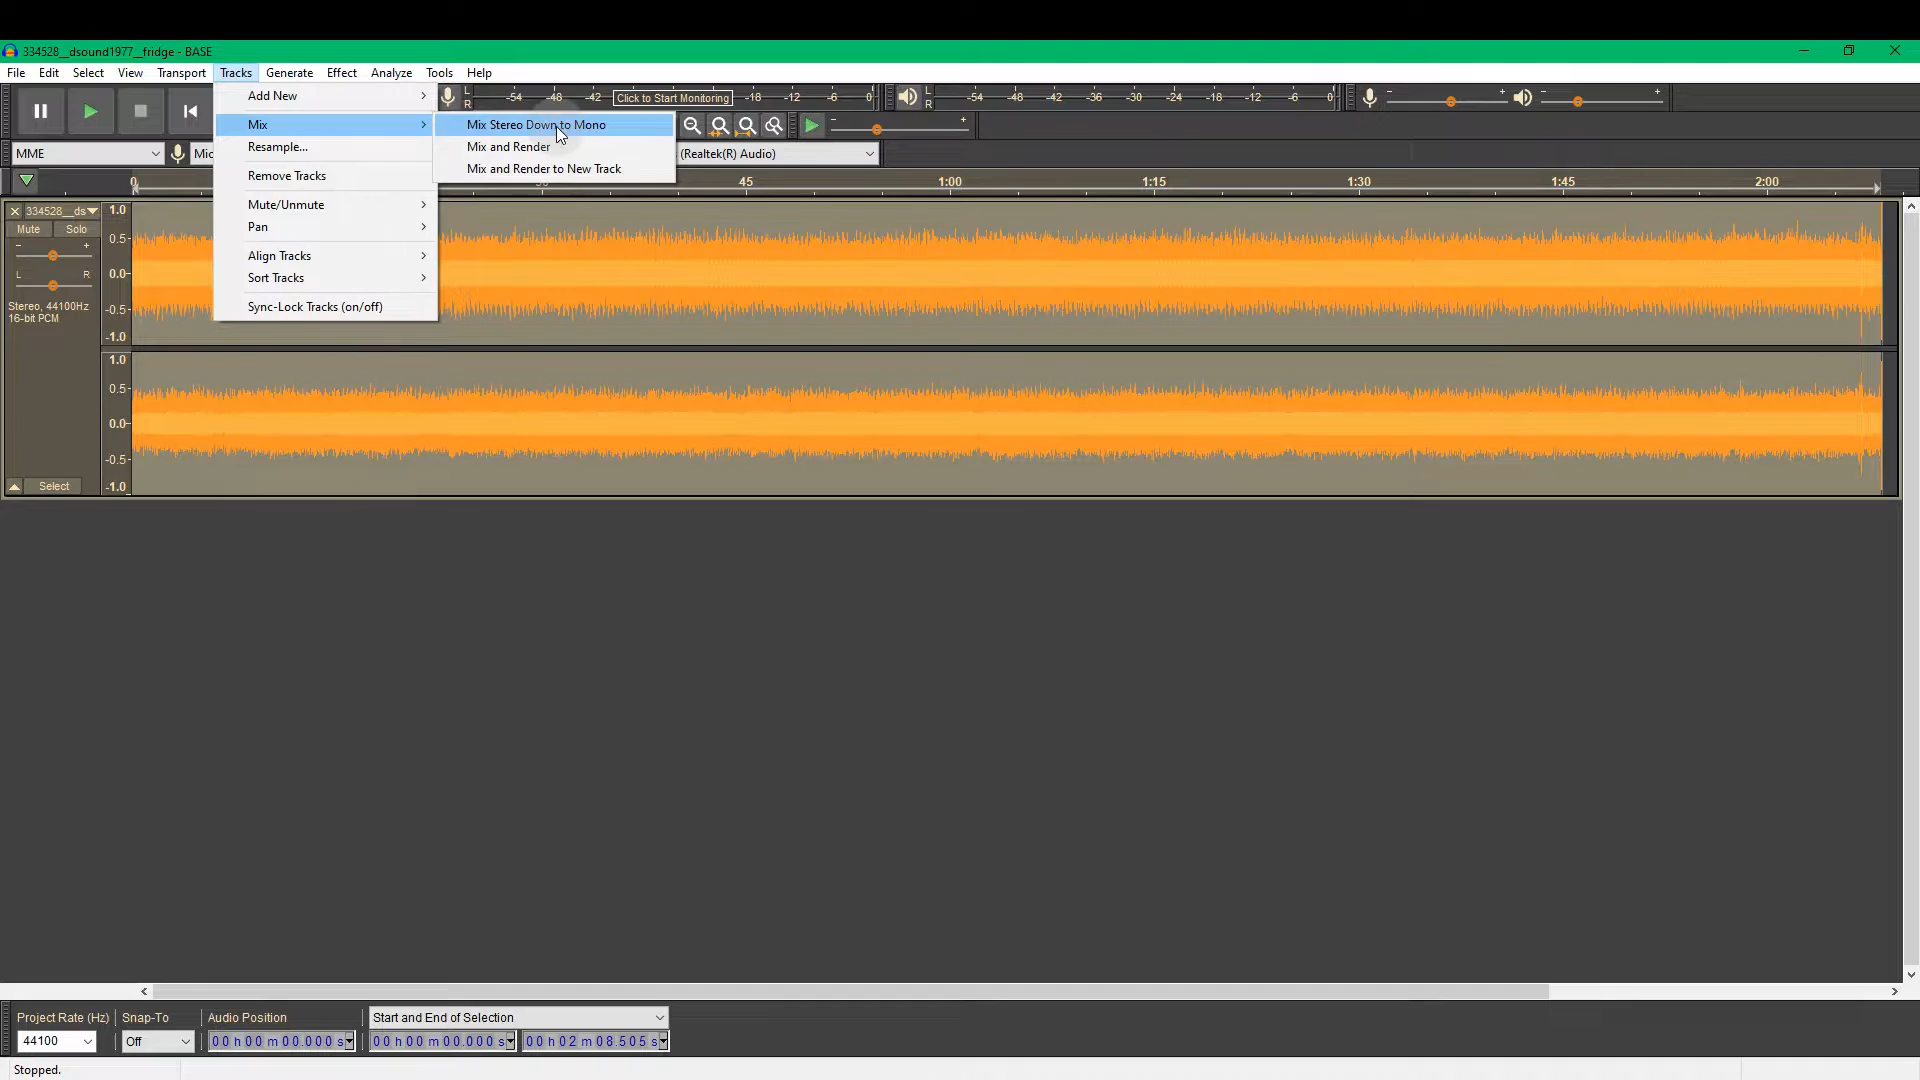 334528__dsound1977__fridge - BASE
File Edit Select View Transport Tracks Generate Effect Analyze Tools Help
Add New
Mix
Resample...
Remove Tracks
Mute/Unmute
Pan
Align Tracks
Sort Tracks
Sync-Lock Tracks (on/off)
Mix Stereo Down to Mono
Mix and Render
Mix and Render to New Track
L
R
-54 -48 -42 Click to Start Monitoring -18 -12 -6 0
L
R
-54 -48 -42 -36 -30 -24 -18 -12 -6 0
- + - +
- +
MME
(Realtek(R) Audio)
0 45 1:00 1:15 1:30 1:45 2:00
334528__ds
Mute Solo
- +
L R
Stereo, 44100Hz
16-bit PCM
Select
1.0
0.5
0.0
-0.5
-1.0
1.0
0.5
0.0
-0.5
-1.0
Project Rate (Hz) Snap-To Audio Position Start and End of Selection
44100 Off 00 h 00 m 00.000 s 00 h 00 m 00.000 s 00 h 02 m 08.505 s
Stopped.